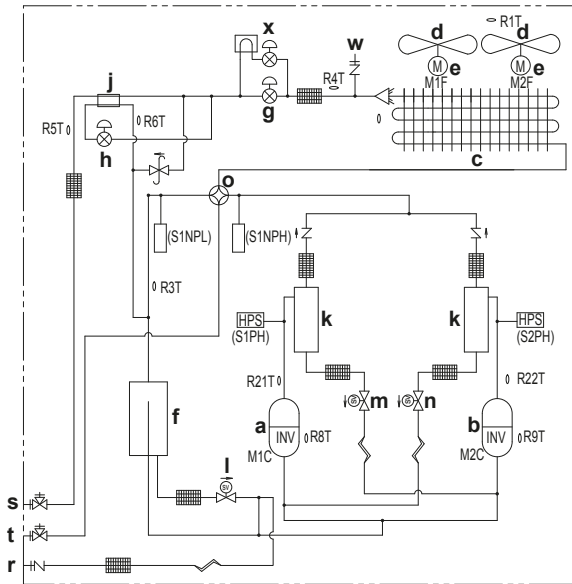 R1T
x
w
d
d
M
e
M
e
R4T
M1F
M2F
j
g
R5T
R6T
h
c
o
(S1NPL)
(S1NPH)
R3T
k
k
HPS
HPS
(S1PH)
(S2PH)
R21T
m
n
R22T
f
a
INV
R8T
b
INV
R9T
M1C
M2C
l
SV
s
t
r